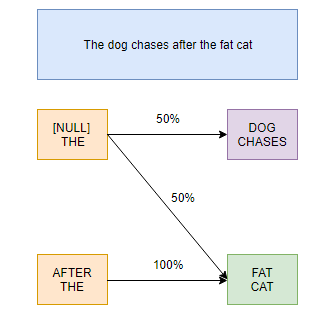 The dog chases after the fat cat
[NULL]
THE
50%
DOG
CHASES
50%
AFTER
THE
100%
FAT
CAT